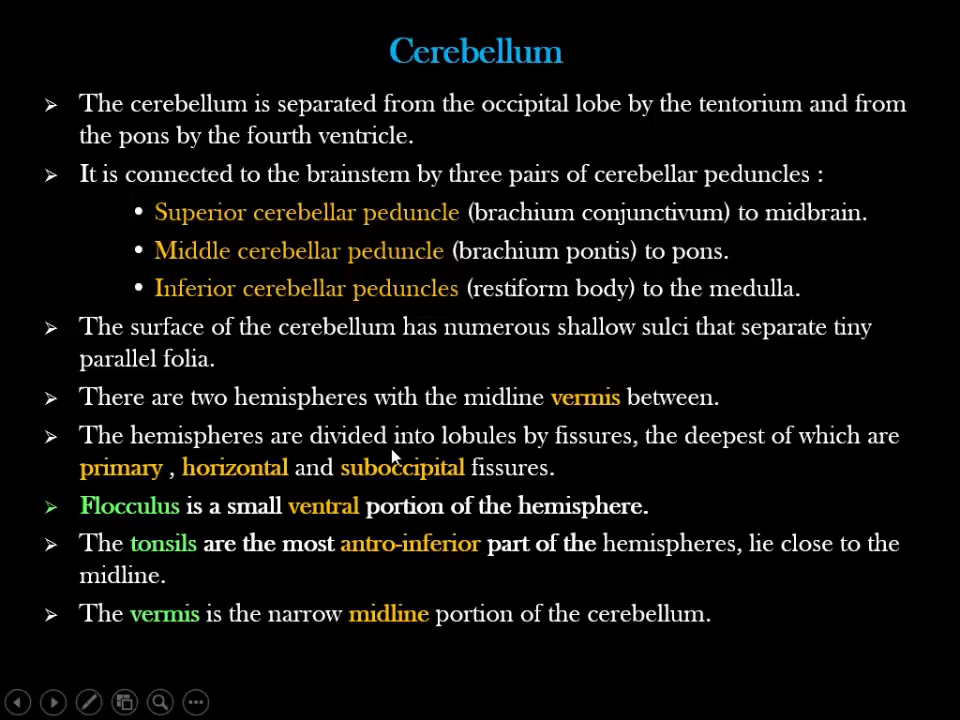 Cerebellum
➢ The cerebellum is separated from the occipital lobe by the tentorium and from
the pons by the fourth ventricle.
➢ It is connected to the brainstem by three pairs of cerebellar peduncles :
• Superior cerebellar peduncle (brachium conjunctivum) to midbrain.
• Middle cerebellar peduncle (brachium pontis) to pons.
• Inferior cerebellar peduncles (restiform body) to the medulla.
➢ The surface of the cerebellum has numerous shallow sulci that separate tiny
parallel folia.
➢ There are two hemispheres with the midline vermis between.
➢ The hemispheres are divided into lobules by fissures, the deepest of which are
primary , horizontal and suboccipital fissures.
➢ Flocculus is a small ventral portion of the hemisphere.
➢ The tonsils are the most antro-inferior part of the hemispheres, lie close to the
midline.
➢ The vermis is the narrow midline portion of the cerebellum.